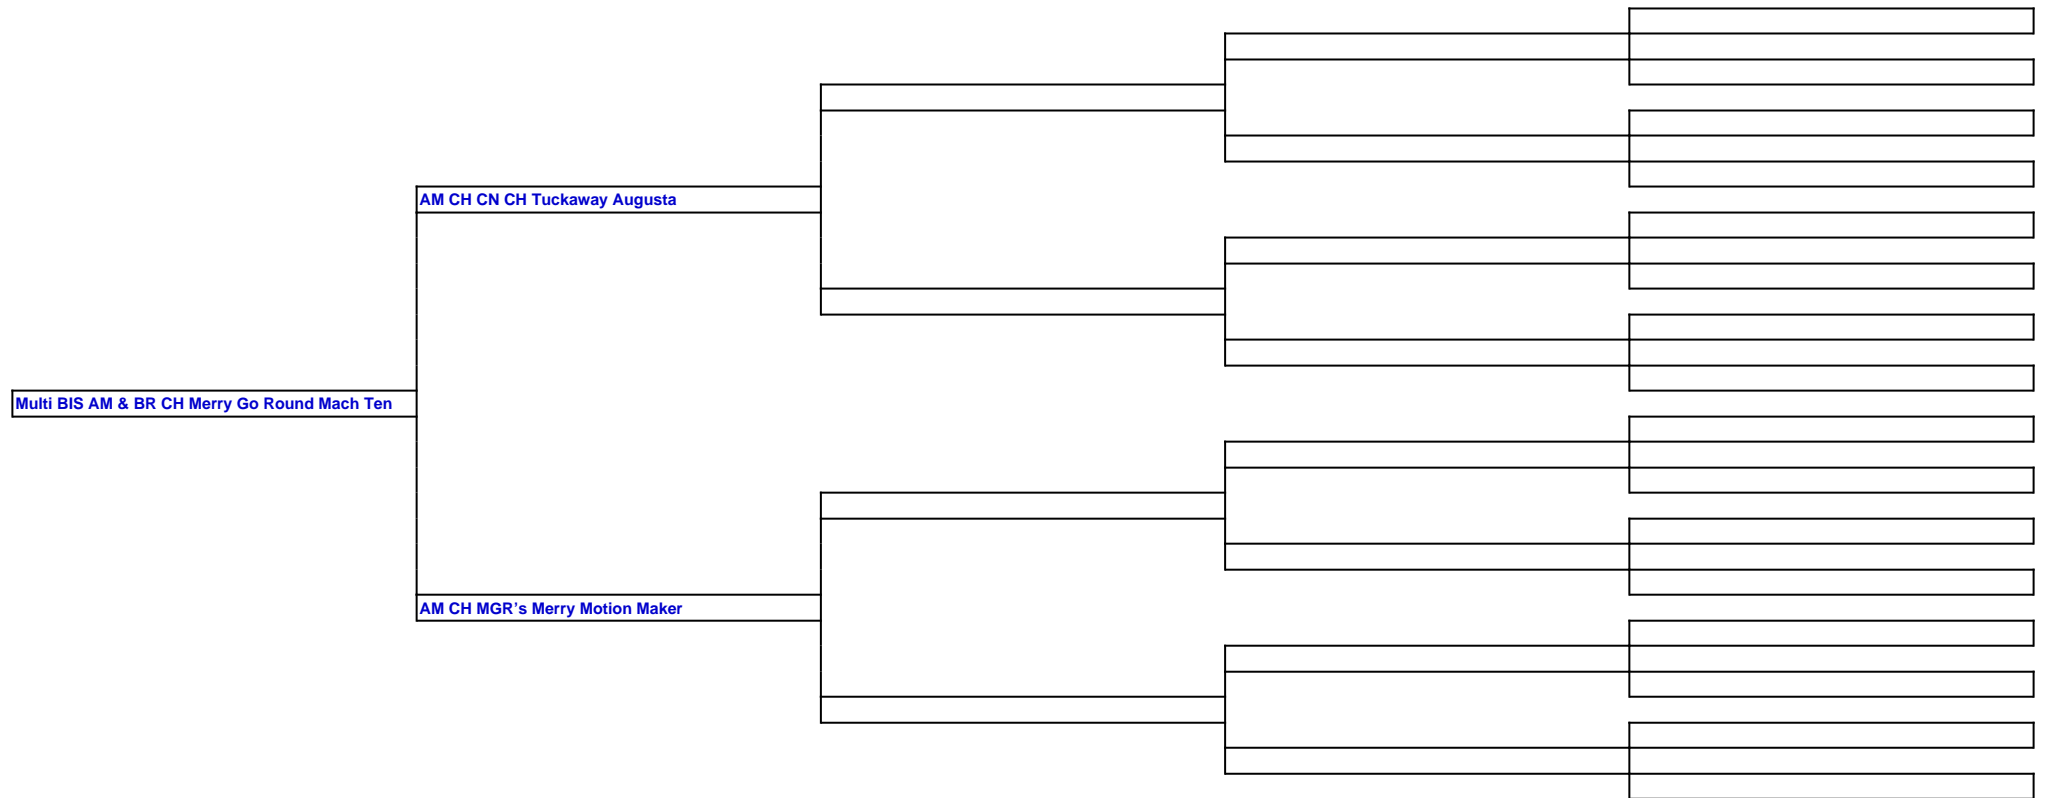 AM CH CN CH Tuckaway Augusta
Multi BIS AM & BR CH Merry Go Round Mach Ten
AM CH MGR’s Merry Motion Maker